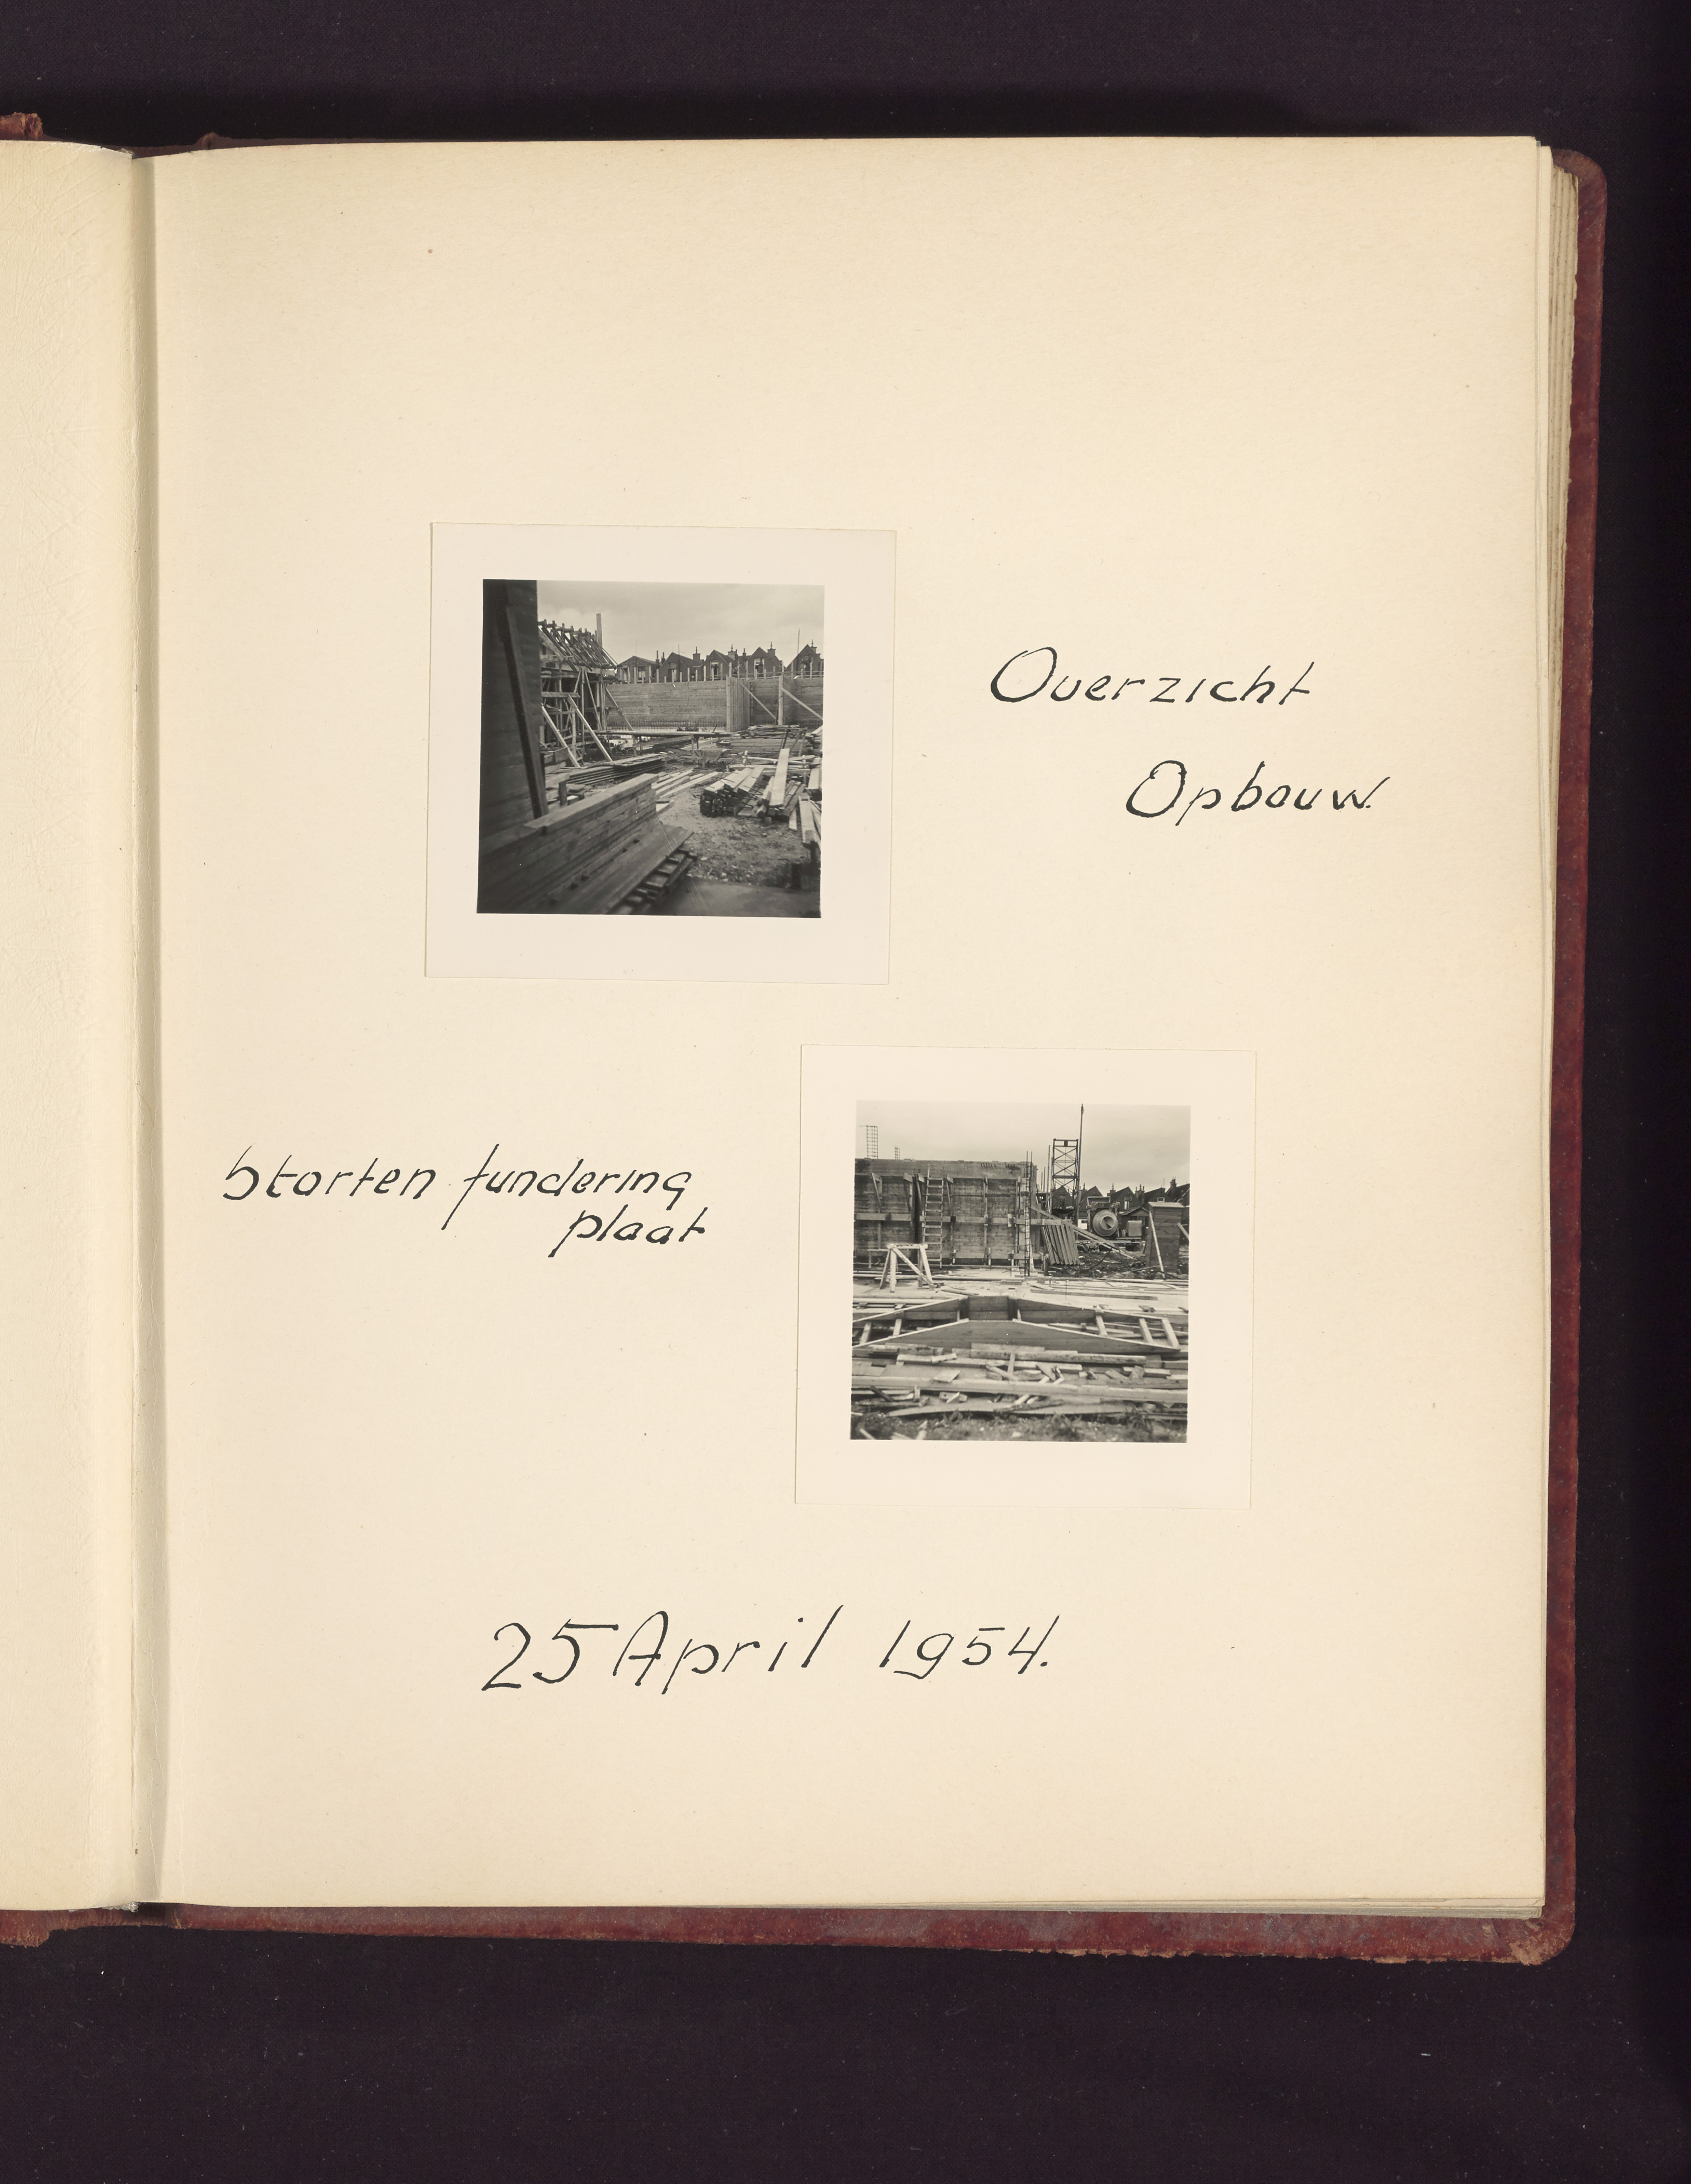 Overzicht
Opbouw.
Storten fundering
plaat
25 April 1954.